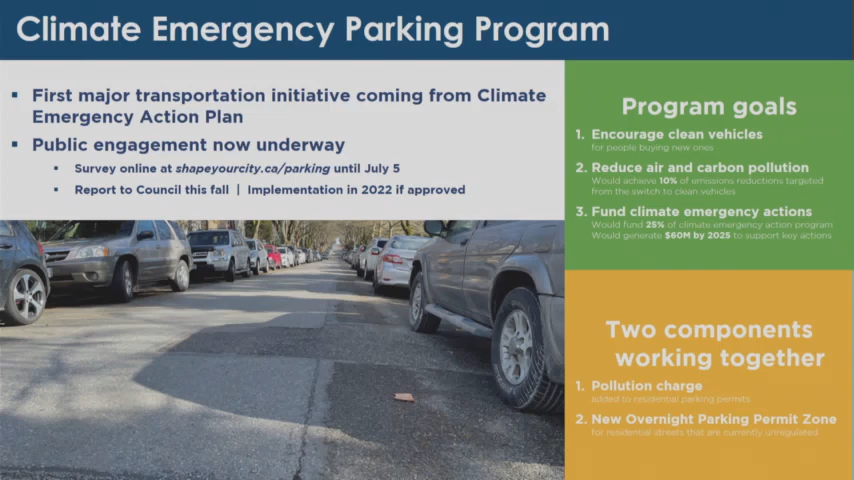 Climate Emergency Parking Program
First major transportation initiative coming from Climate
Emergency Action Plan
Public engagement now underway
Survey online at shapeyourcity.ca/parking until July 5
Report to Council this fall | Implementation in 2022 if approved
Program goals
1. Encourage clean vehicles
for people buying new ones
2. Reduce air and carbon pollution
Would achieve 10% of emissions reductions targeted
from the switch to clean vehicles
3. Fund climate emergency actions
Would fund 25% of climate emergency action program
Would generate $60M by 2025 to support key actions
Two components
working together
1. Pollution charge
added to residential parking permits
2. New Overnight Parking Permit Zone
for residential streets that are currently unregulated